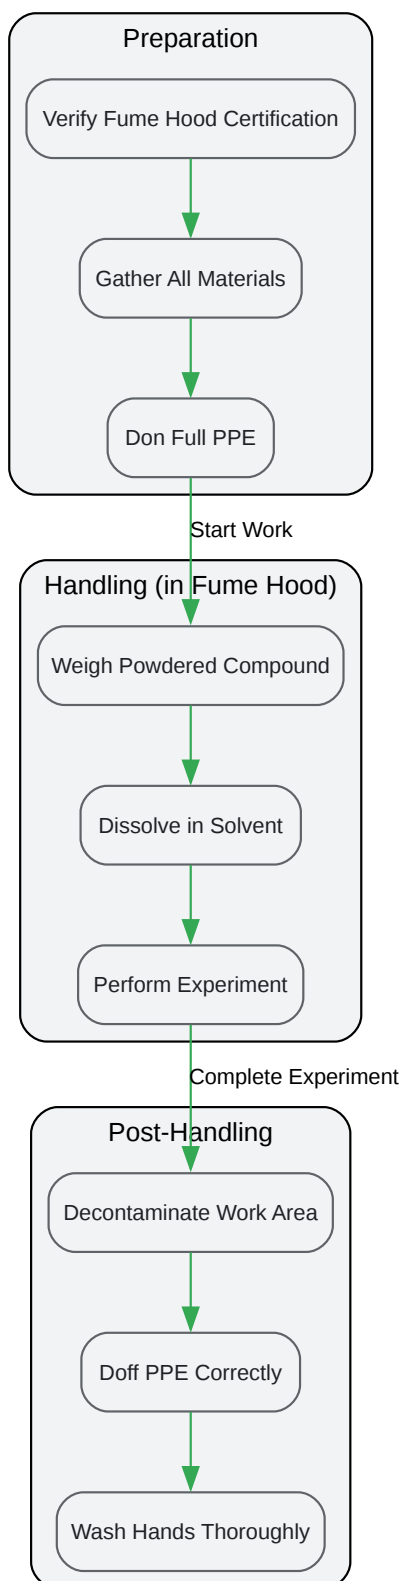 Preparation
Verify Fume Hood Certification
Gather All Materials
Don Full PPE
Start Work
Handling (in Fume Hood)
Weigh Powdered Compound
Dissolve in Solvent
Perform Experiment
Complete Experiment
Post-Handling
Decontaminate Work Area
Doff PPE Correctly
Wash Hands Thoroughly